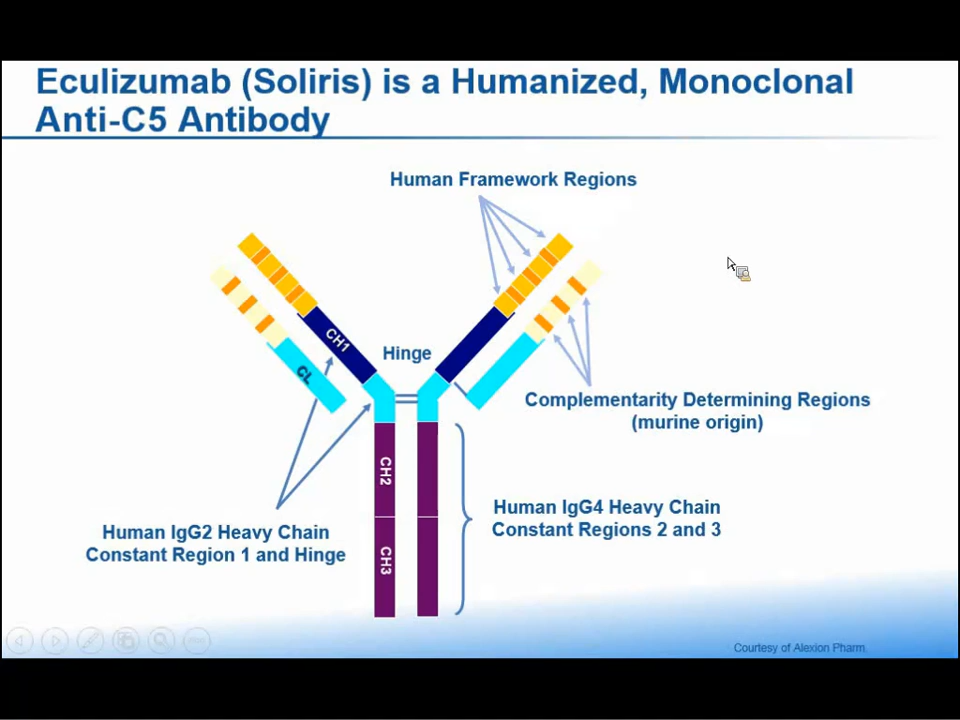 Eculizumab (Soliris) is a Humanized, Monoclonal
Anti-C5 Antibody
Human Framework Regions
CH1
Hinge
CL
Complementarity Determining Regions
(murine origin)
CH2
Human IgG4 Heavy Chain
Constant Regions 2 and 3
Human IgG2 Heavy Chain
Constant Region 1 and Hinge
CH3
Courtesy of Alexion Pharm.